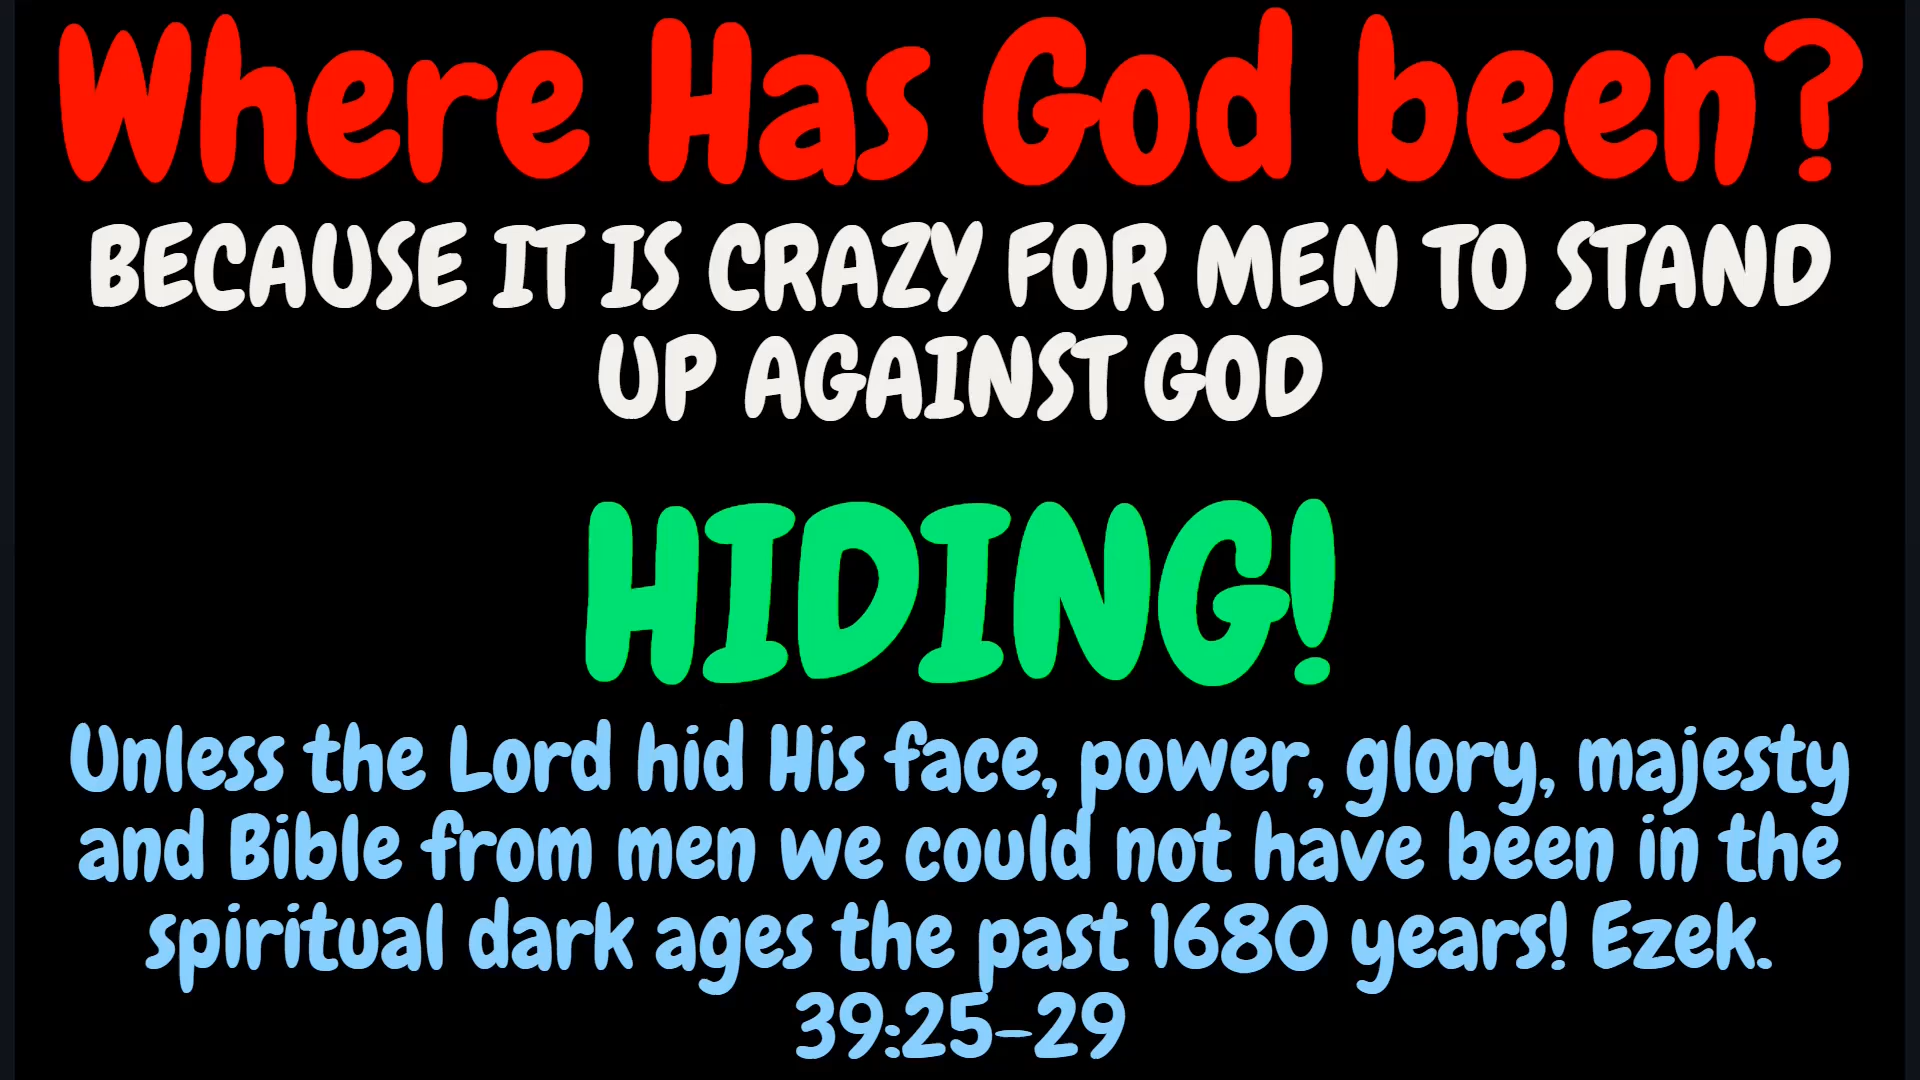 Where Has God been?
BECAUSE IT IS CRAZY FOR MEN TO STAND
UP AGAINST GOD
HIDING!
Unless the Lord hid His face, power, glory, majesty
and Bible from men we could not have been in the
spiritual dark ages the past 1680 years! Ezek.
39:25-29